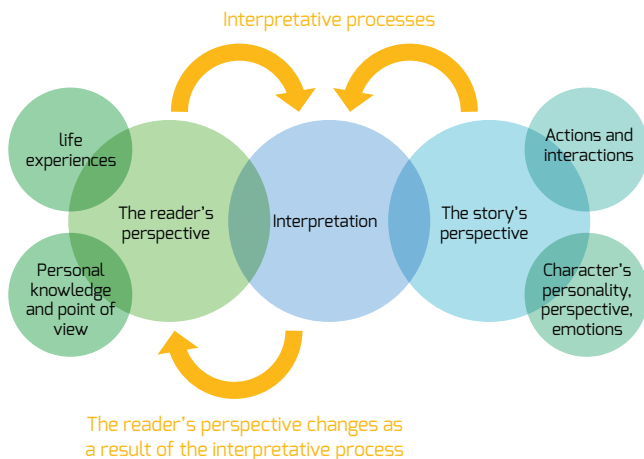 Interpretative processes
life
experiences
Actions and
interactions
The reader's
perspective
Interpretation
The story's
perspective
Personal
knowledge
and point of
view
Character's
personality,
perspective,
emotions
The reader's perspective changes as
a result of the interpretative process